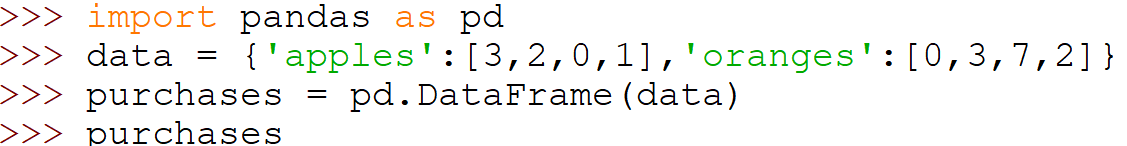 >>> import pandas as pd
>>> data = {'apples':[3,2,0,1],'oranges':[0,3,7,2]}
>>> purchases = pd.DataFrame(data)
>>> purchases